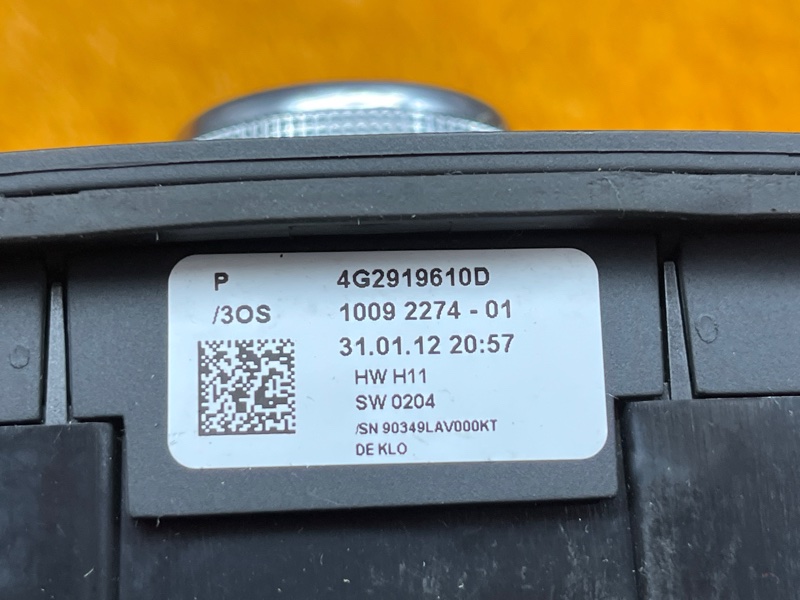 P 4G2919610D
/3OS 1009 2274 - 01
31.01.12 20:57
HW H11
SW 0204
/SN 90349LAV000KT
DE KLO